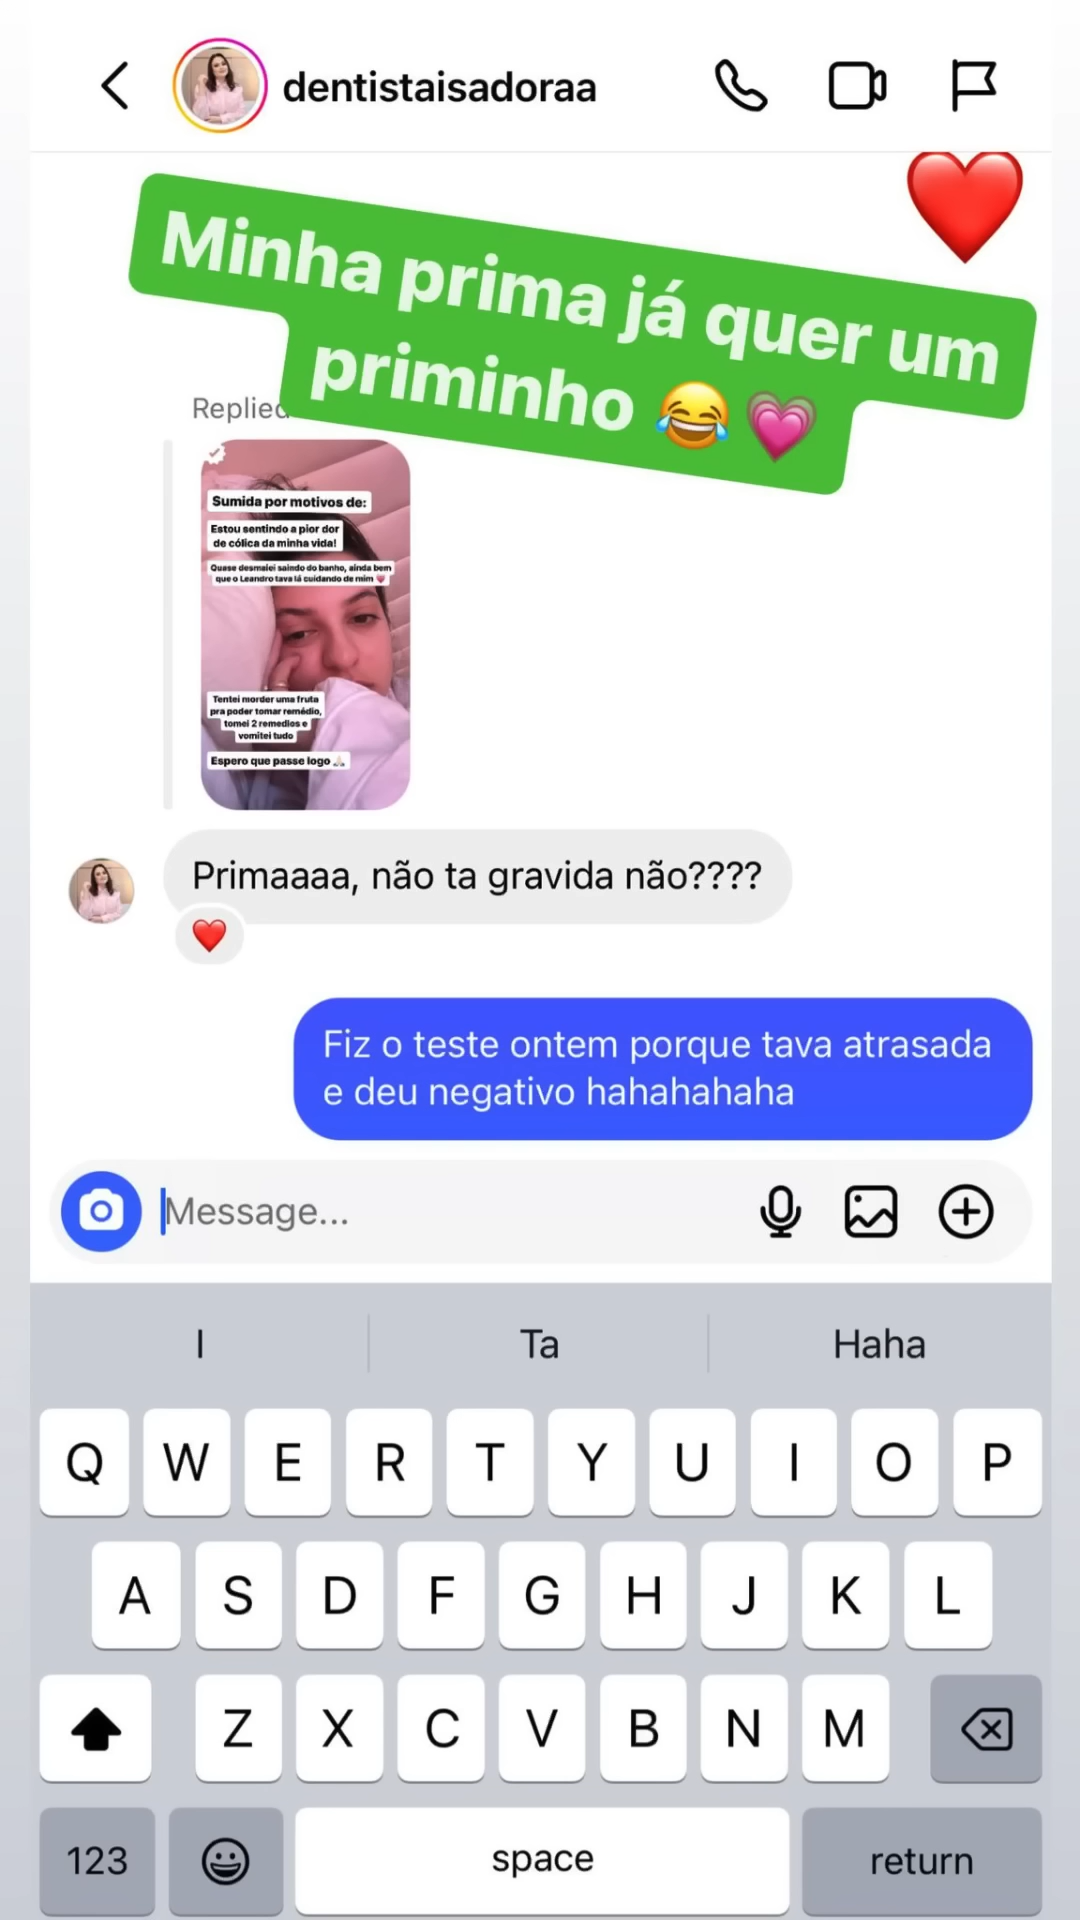 dentistaisadoraa
Minha prima já quer um
priminho 😂 💗
Replied
Sumida por motivos de:
Estou sentindo a pior dor
de cólica da minha vida!
Quase desmaiei saindo do banho, ainda bem
que o Leandro tava lá cuidando de mim ❤️
Tentei morder uma fruta
pra poder tomar remédio,
tomei 2 remedios e
vomitei tudo
Espero que passe logo 🙏🏻
Primaaaa, não ta gravida não????
Fiz o teste ontem porque tava atrasada
e deu negativo hahahahaha
Message...
I Ta Haha
Q W E R T Y U I O P
A S D F G H J K L
Z X C V B N M
123 space return